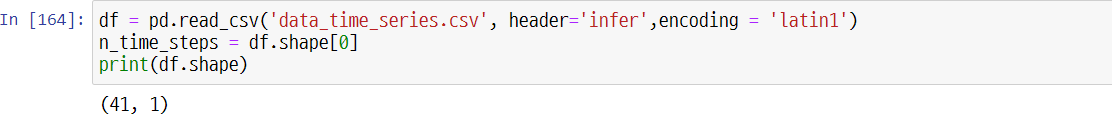 In [164]: df = pd.read_csv('data_time_series.csv', header='infer',encoding = 'latin1')
n_time_steps = df.shape[0]
print(df.shape)
(41, 1)